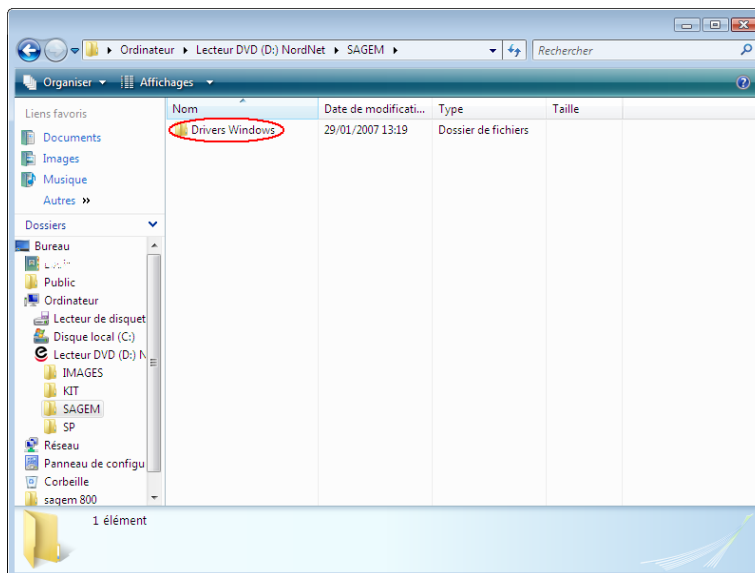 Ordinateur Lecteur DVD (D:) NordNet SAGEM
Rechercher
Organiser Affichages
Liens favoris
Documents
Images
Musique
Autres »
Dossiers
Bureau
Public
Ordinateur
Lecteur de disquet
Disque local (C:)
Lecteur DVD (D:) N
IMAGES
KIT
SAGEM
SP
Réseau
Panneau de configu
Corbeille
sagem 800
Nom Date de modificati... Type Taille
Drivers Windows 29/01/2007 13:19 Dossier de fichiers
1 élément